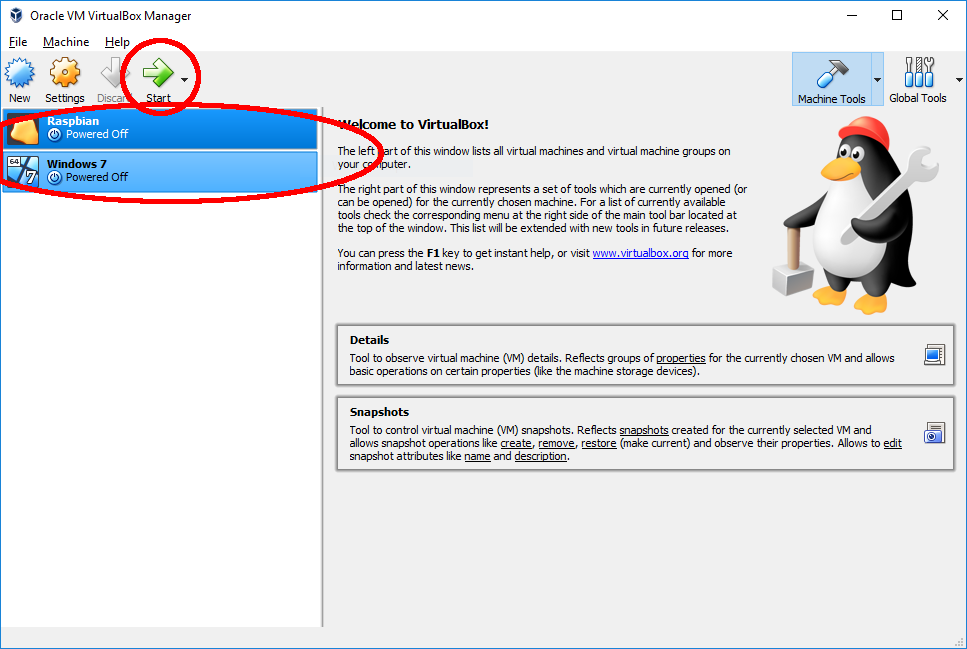 Oracle VM VirtualBox Manager
File Machine Help
New Settings Discard Start Machine Tools Global Tools
Raspbian
Powered Off
64
7
Windows 7
Powered Off
Welcome to VirtualBox!
The left part of this window lists all virtual machines and virtual machine groups on
your computer.
The right part of this window represents a set of tools which are currently opened (or
can be opened) for the currently chosen machine. For a list of currently available
tools check the corresponding menu at the right side of the main tool bar located at
the top of the window. This list will be extended with new tools in future releases.
You can press the F1 key to get instant help, or visit www.virtualbox.org for more
information and latest news.
Details
Tool to observe virtual machine (VM) details. Reflects groups of properties for the currently chosen VM and allows
basic operations on certain properties (like the machine storage devices).
Snapshots
Tool to control virtual machine (VM) snapshots. Reflects snapshots created for the currently selected VM and
allows snapshot operations like create, remove, restore (make current) and observe their properties. Allows to edit
snapshot attributes like name and description.